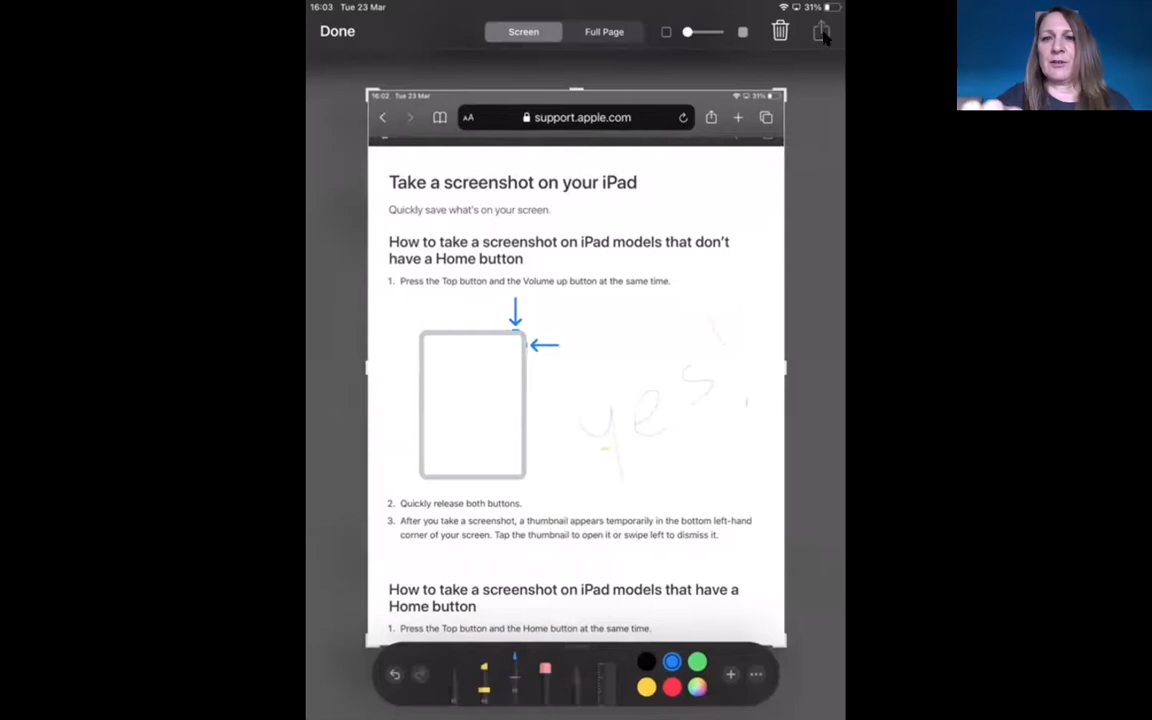 16:03 Tue 23 Mar 31%
Done Screen Full Page
16:02 Tue 23 Mar 31%
AA support.apple.com
Take a screenshot on your iPad
Quickly save what's on your screen.
How to take a screenshot on iPad models that don't
have a Home button
1. Press the Top button and the Volume up button at the same time.
yes,
2. Quickly release both buttons.
3. After you take a screenshot, a thumbnail appears temporarily in the bottom left-hand
corner of your screen. Tap the thumbnail to open it or swipe left to dismiss it.
How to take a screenshot on iPad models that have a
Home button
1. Press the Top button and the Home button at the same time.